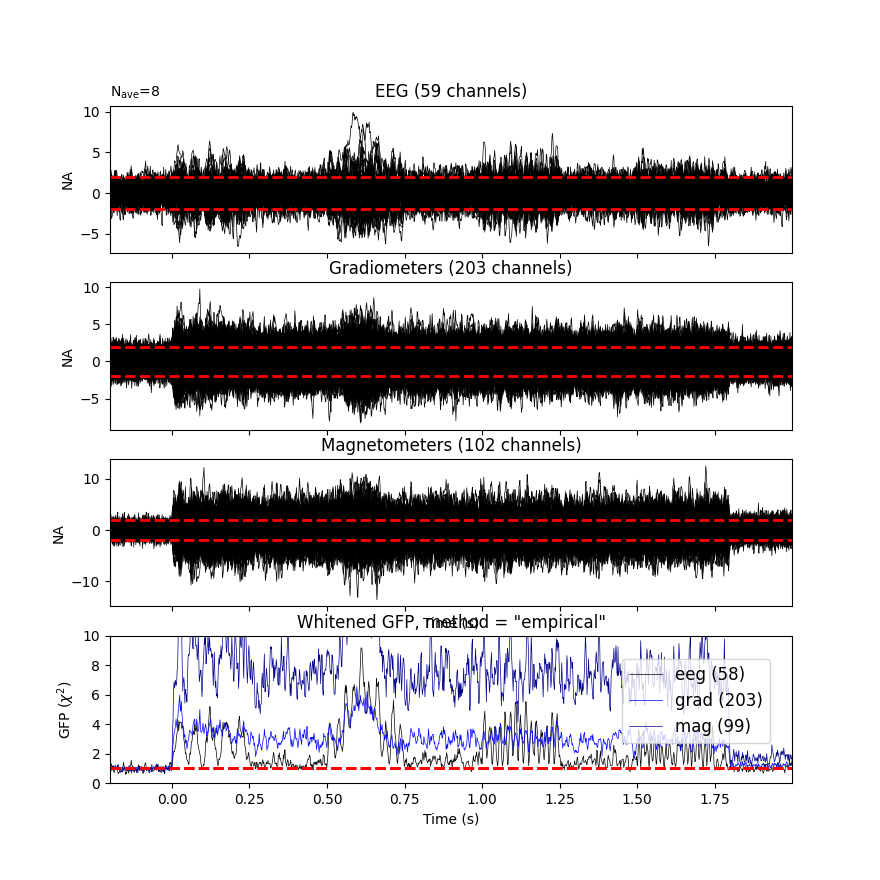 Nave=8
EEG (59 channels)
10
5
0
−5
NA
Gradiometers (203 channels)
10
5
0
−5
NA
Magnetometers (102 channels)
10
0
−10
NA
Time (s)
Whitened GFP, method = "empirical"
10
8
6
4
2
0
GFP (χ²)
eeg (58)
grad (203)
mag (99)
0.00 0.25 0.50 0.75 1.00 1.25 1.50 1.75
Time (s)